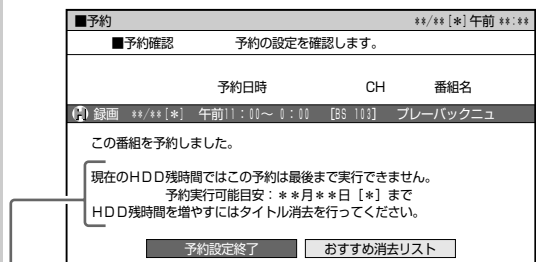 ■予約 **/**[*]午前 **:**
■予約確認 予約の設定を確認します。
予約日時 CH 番組名
H 録画 **/**[*] 午前11:00～ 0:00 [BS 103] プレーバックニュ
この番組を予約しました。
現在のＨＤＤ残時間ではこの予約は最後まで実行できません。
予約実行可能目安：＊＊月＊＊日［＊］まで
ＨＤＤ残時間を増やすにはタイトル消去を行ってください。
予約設定終了 おすすめ消去リスト